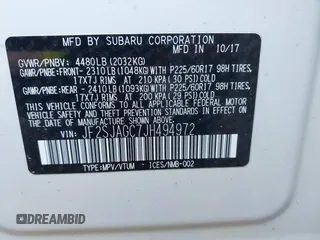 MFD. BY SUBARU CORPORATION
GVWR/PNBV: 4480LB (2032KG)
MADE IN 10/17
GAWR/PNBE:FRONT- 2310LB (1048KG) WITH P225/60R17 98H TIRES,
17X7J RIMS, AT 210 KPA ( 30 PSI) COLD
GAWR/PNBE:REAR - 2410LB (1093KG) WITH P225/60R17 98H TIRES,
17X7J RIMS, AT 200 KPA ( 29 PSI) COLD
THIS VEHICLE CONFORMS TO ALL APPLICABLE FEDERAL MOTOR
VEHICLE SAFETY STANDARDS IN EFFECT ON THE DATE OF
MANUFACTURE SHOWN ABOVE.
VIN: JF2SJAGC7JH494972
TYPE:MPV/VTUM ICES/NMB-002
DREAMBID